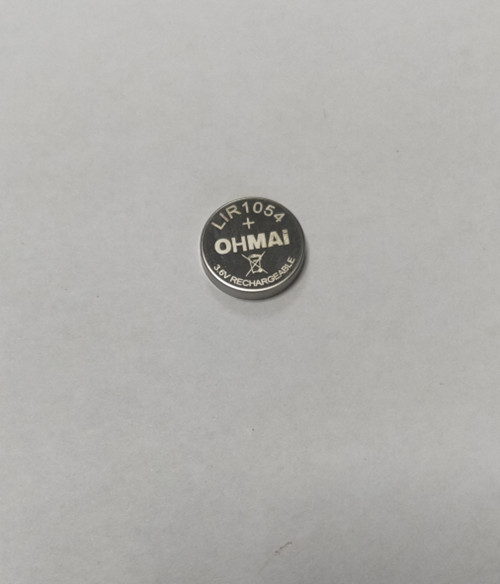 LIR1054
+
OHMAi
3.6V RECHARGEABLE